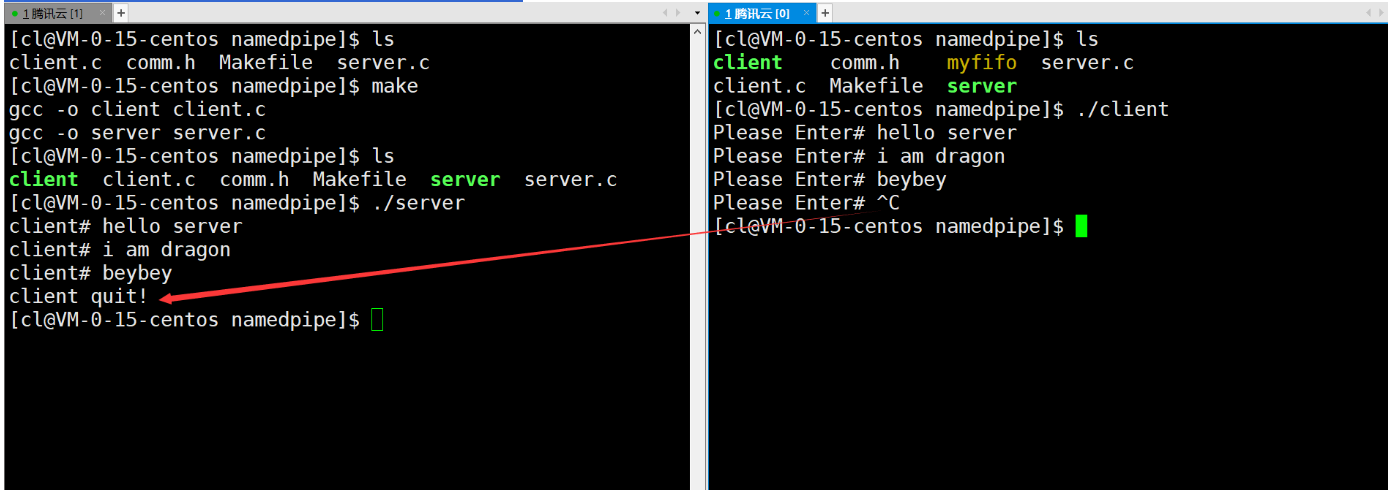 1 腾讯云 [1]
[cl@VM-0-15-centos namedpipe]$ ls
client.c comm.h Makefile server.c
[cl@VM-0-15-centos namedpipe]$ make
gcc -o client client.c
gcc -o server server.c
[cl@VM-0-15-centos namedpipe]$ ls
client client.c comm.h Makefile server server.c
[cl@VM-0-15-centos namedpipe]$ ./server
client# hello server
client# i am dragon
client# beybey
client quit!
[cl@VM-0-15-centos namedpipe]$
1 腾讯云 [0]
[cl@VM-0-15-centos namedpipe]$ ls
client comm.h myfifo server.c
client.c Makefile server
[cl@VM-0-15-centos namedpipe]$ ./client
Please Enter# hello server
Please Enter# i am dragon
Please Enter# beybey
Please Enter# ^C
[cl@VM-0-15-centos namedpipe]$